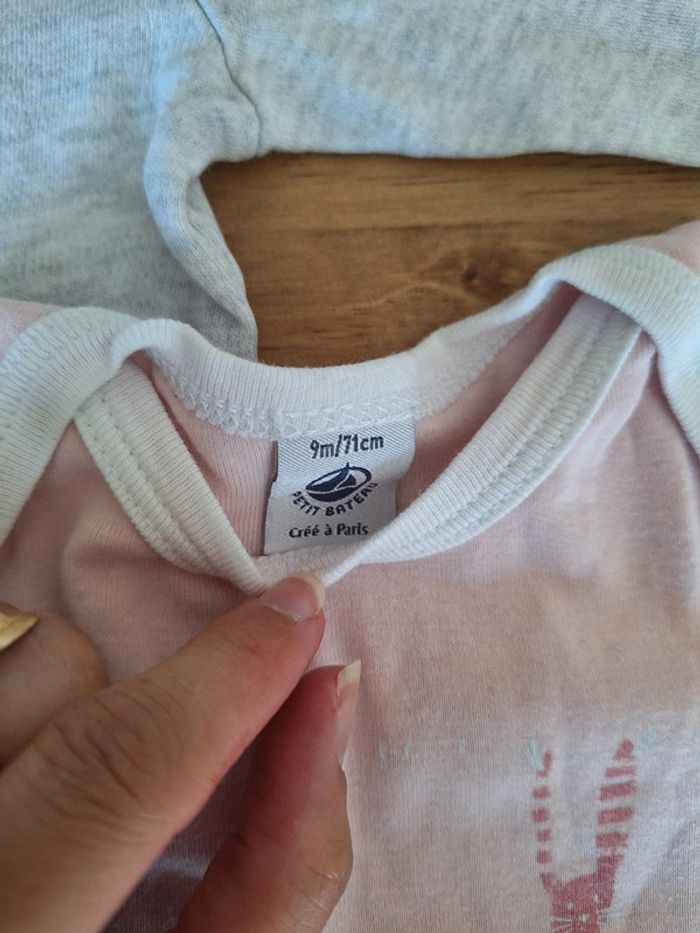 9m/71cm
PETIT BATEAU
Créé à Paris